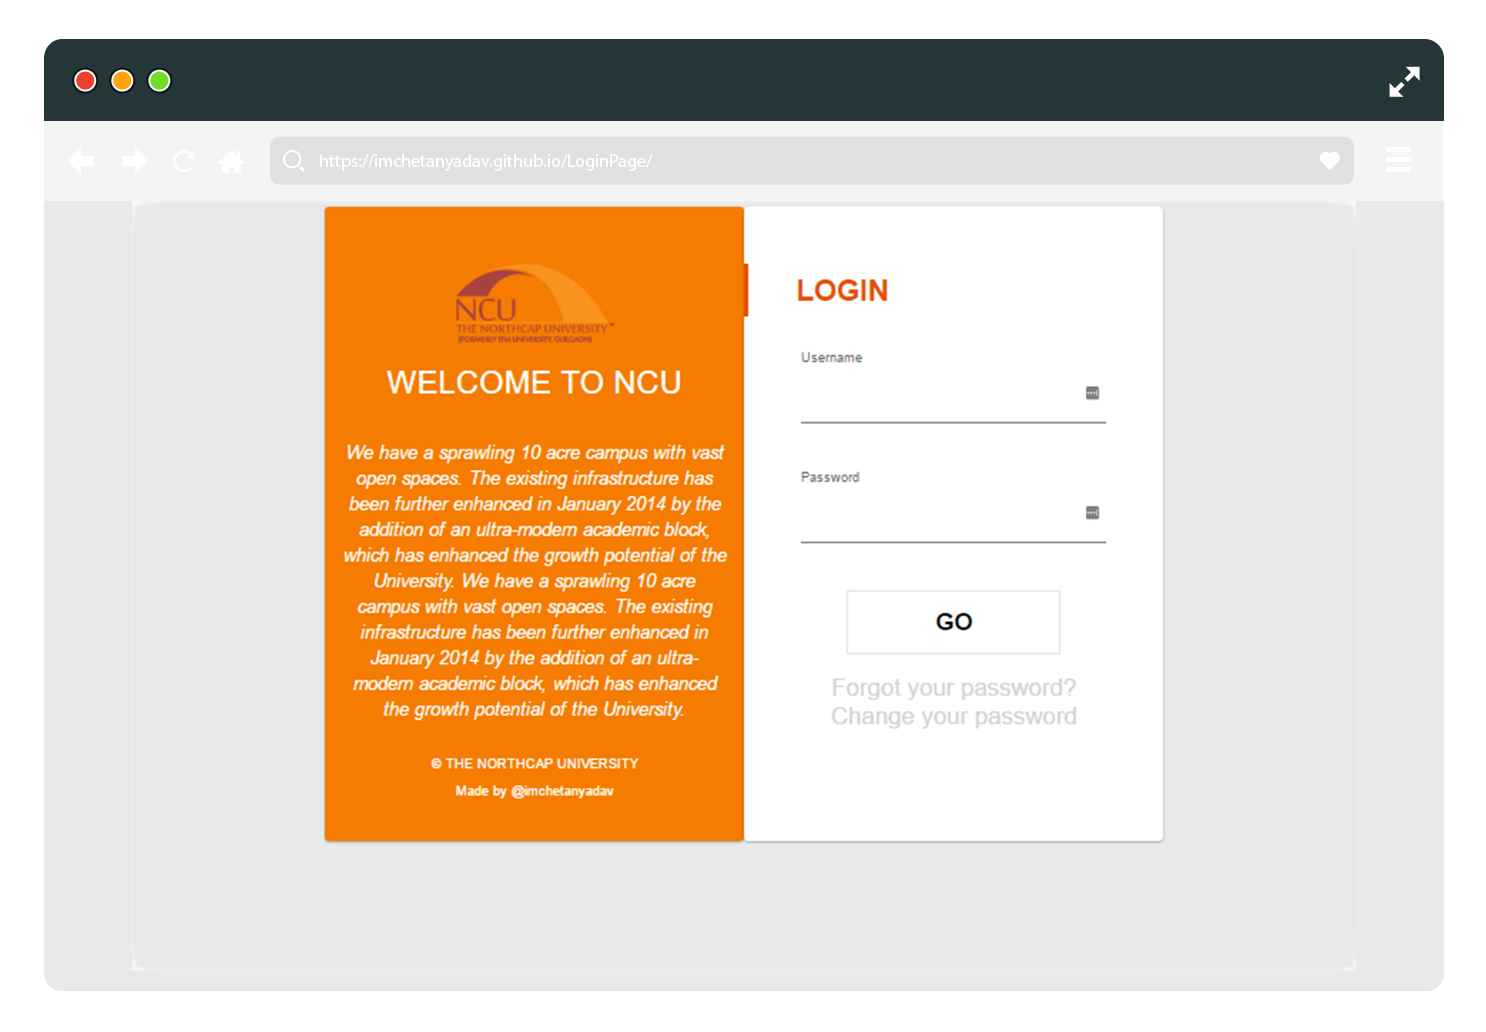 https://imchetanyadav.github.io/LoginPage/
NCU
THE NORTHCAP UNIVERSITY™
(FORMERLY ITM UNIVERSITY, GURGAON)
WELCOME TO NCU
We have a sprawling 10 acre campus with vast
open spaces. The existing infrastructure has
been further enhanced in January 2014 by the
addition of an ultra-modern academic block,
which has enhanced the growth potential of the
University. We have a sprawling 10 acre
campus with vast open spaces. The existing
infrastructure has been further enhanced in
January 2014 by the addition of an ultra-
modern academic block, which has enhanced
the growth potential of the University.
© THE NORTHCAP UNIVERSITY
Made by @imchetanyadav
LOGIN
Username
Password
GO
Forgot your password?
Change your password